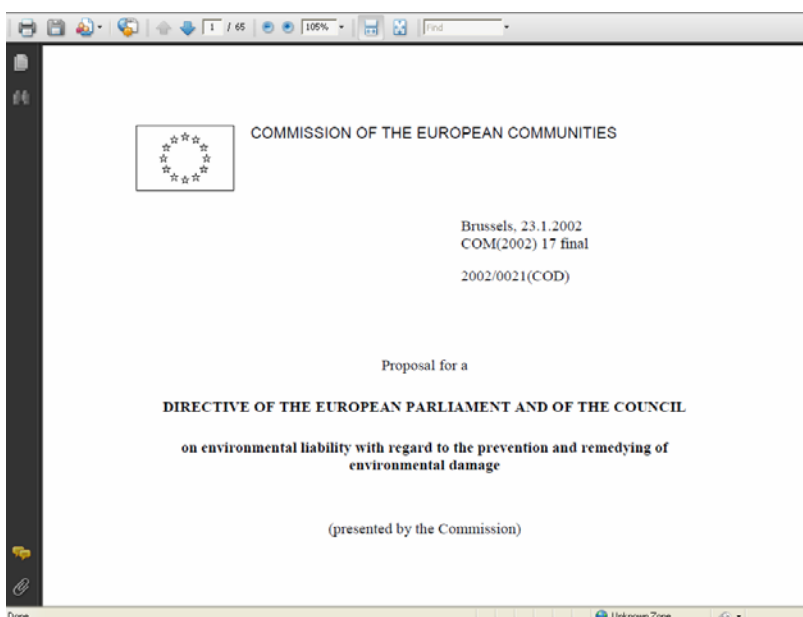 1 / 65 105% Find
COMMISSION OF THE EUROPEAN COMMUNITIES
Brussels, 23.1.2002
COM(2002) 17 final
2002/0021(COD)
Proposal for a
DIRECTIVE OF THE EUROPEAN PARLIAMENT AND OF THE COUNCIL
on environmental liability with regard to the prevention and remedying of
environmental damage
(presented by the Commission)
Done Unknown Zone